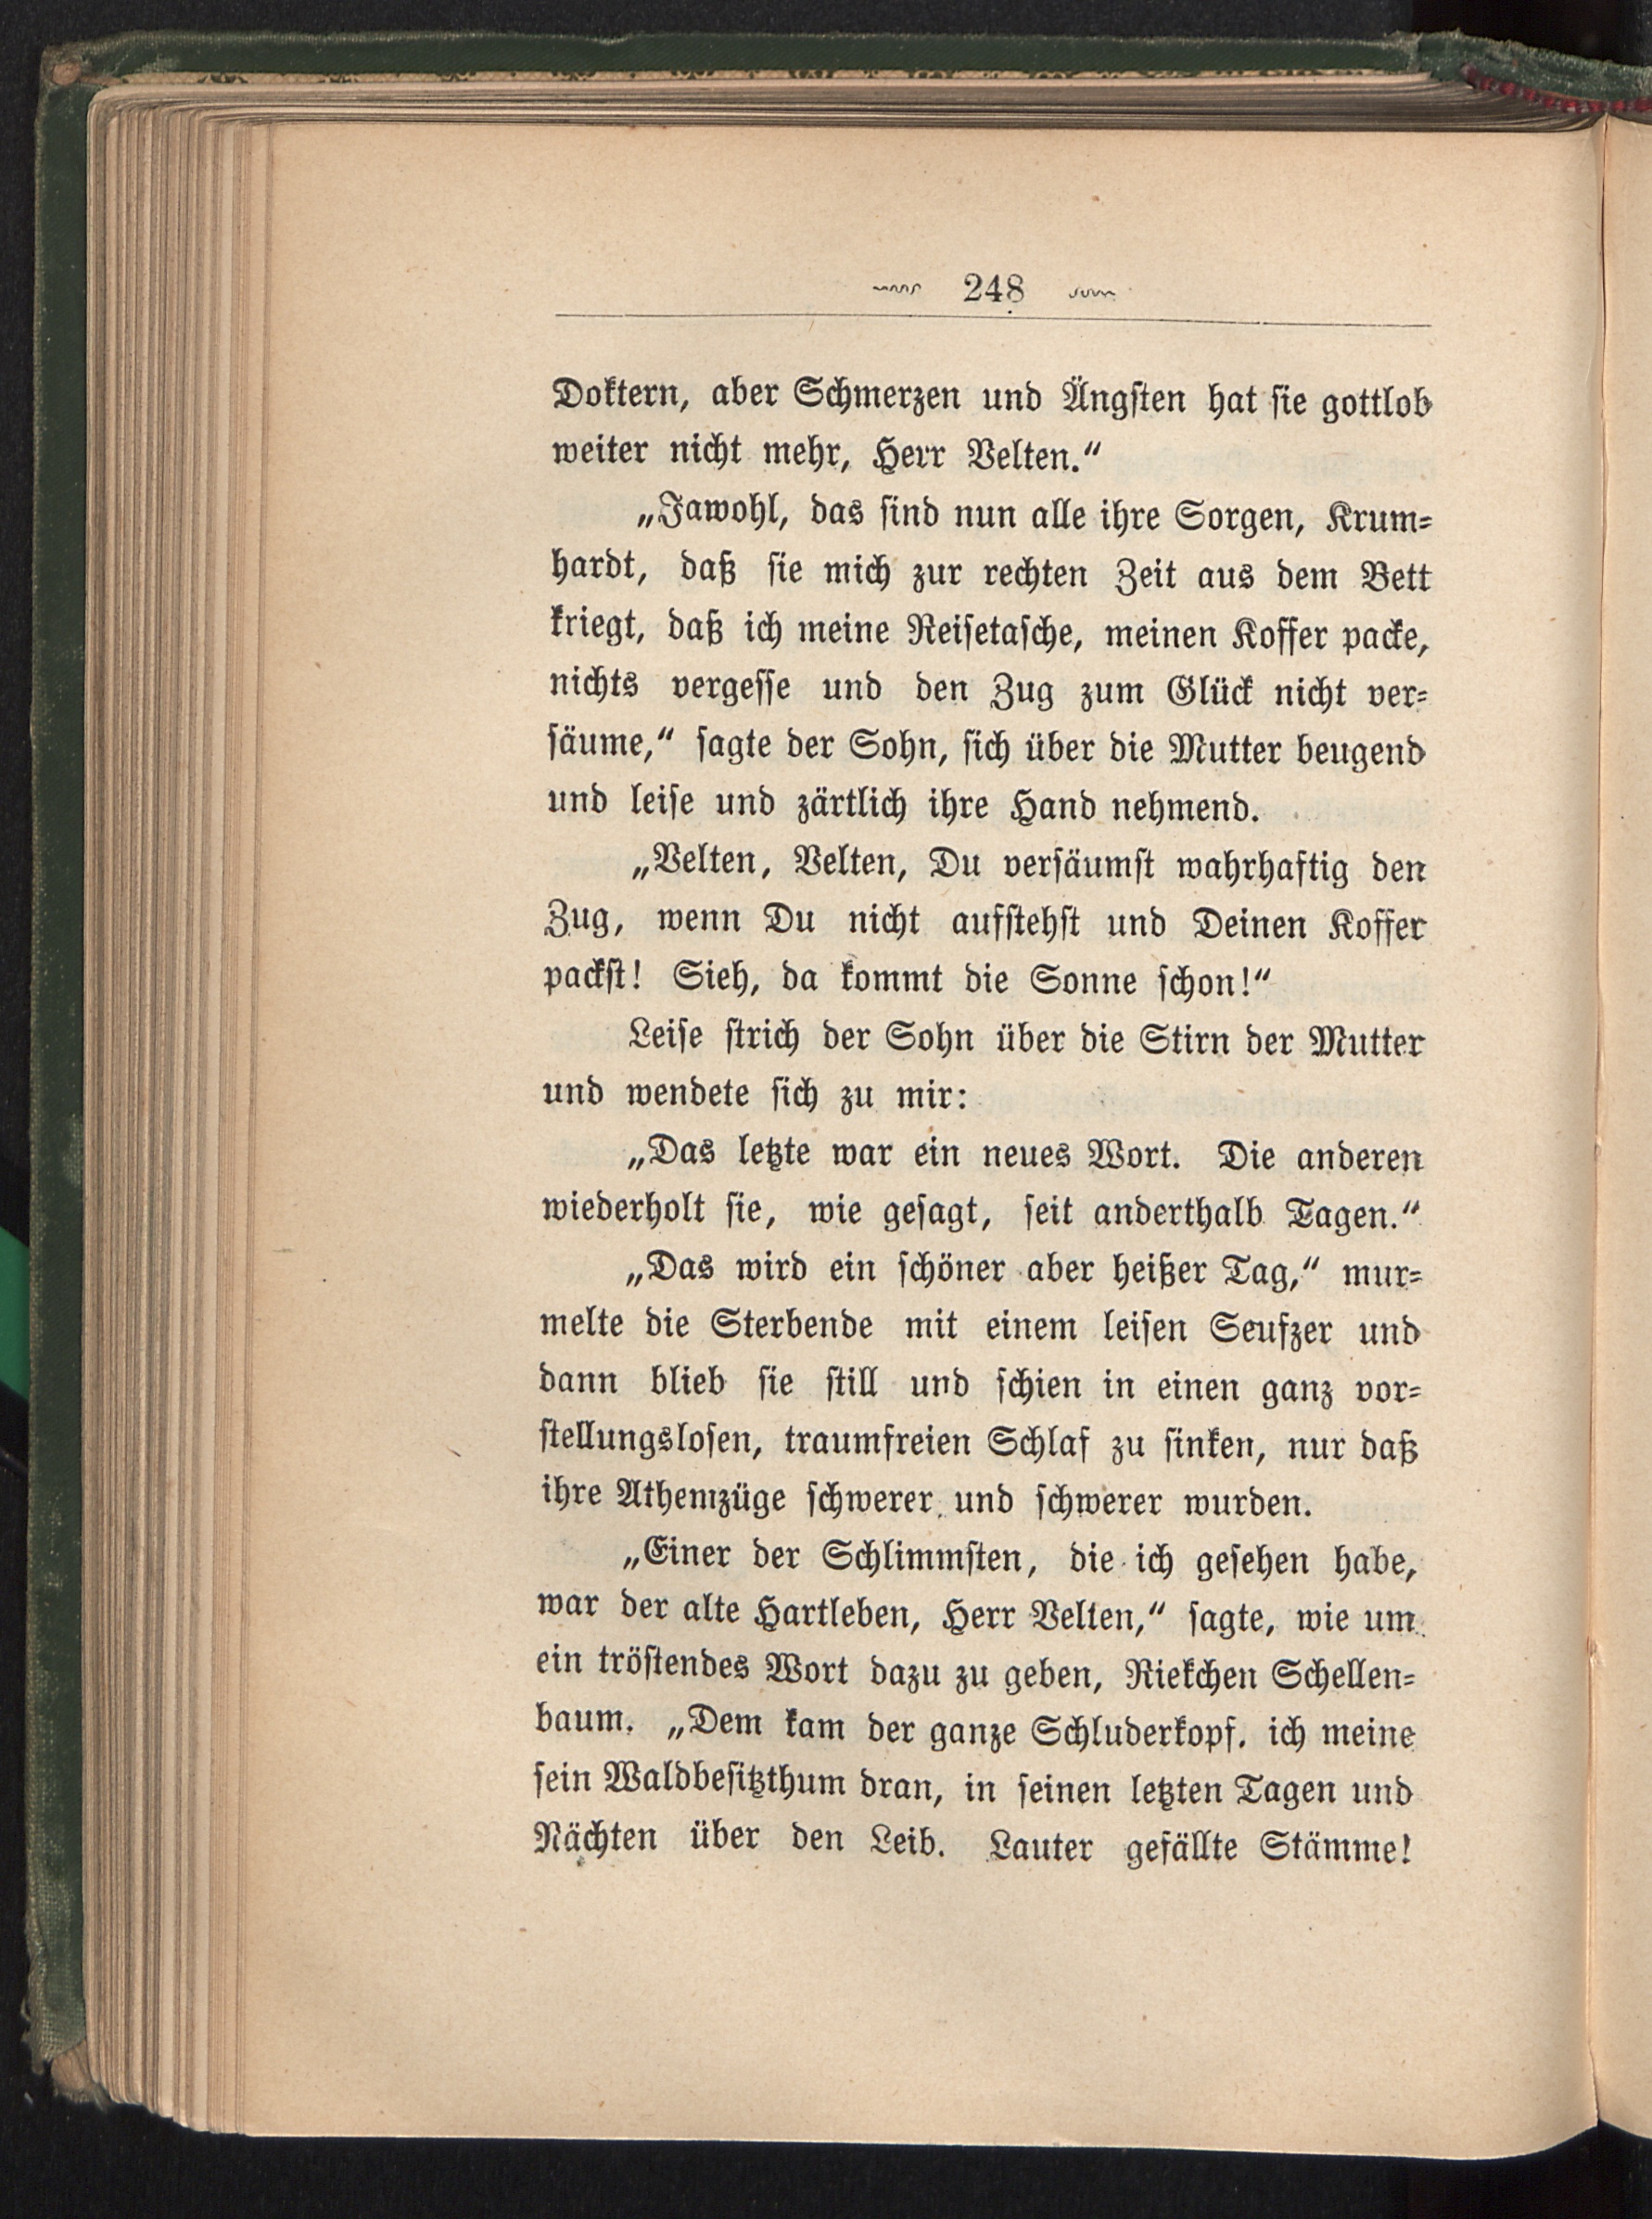 248
Doktern, aber Schmerzen und Ängsten hat sie gottlob
weiter nicht mehr, Herr Velten.“
„Jawohl, das sind nun alle ihre Sorgen, Krum-
hardt, daß sie mich zur rechten Zeit aus dem Bett
kriegt, daß ich meine Reisetasche, meinen Koffer packe,
nichts vergesse und den Zug zum Glück nicht ver-
säume,“ sagte der Sohn, sich über die Mutter beugend
und leise und zärtlich ihre Hand nehmend.
„Velten, Velten, Du versäumst wahrhaftig den
Zug, wenn Du nicht aufstehst und Deinen Koffer
packst! Sieh, da kommt die Sonne schon!“
Leise strich der Sohn über die Stirn der Mutter
und wendete sich zu mir:
„Das letzte war ein neues Wort. Die anderen
wiederholt sie, wie gesagt, seit anderthalb Tagen.“
„Das wird ein schöner aber heißer Tag,“ mur-
melte die Sterbende mit einem leisen Seufzer und
dann blieb sie still und schien in einen ganz vor-
stellungslosen, traumfreien Schlaf zu sinken, nur daß
ihre Athemzüge schwerer und schwerer wurden.
„Einer der Schlimmsten, die ich gesehen habe,
war der alte Hartleben, Herr Velten,“ sagte, wie um
ein tröstendes Wort dazu zu geben, Riekchen Schellen-
baum. „Dem kam der ganze Schluderkopf. ich meine
sein Waldbesitzthum dran, in seinen letzten Tagen und
Nächten über den Leib. Lauter gefällte Stämme!